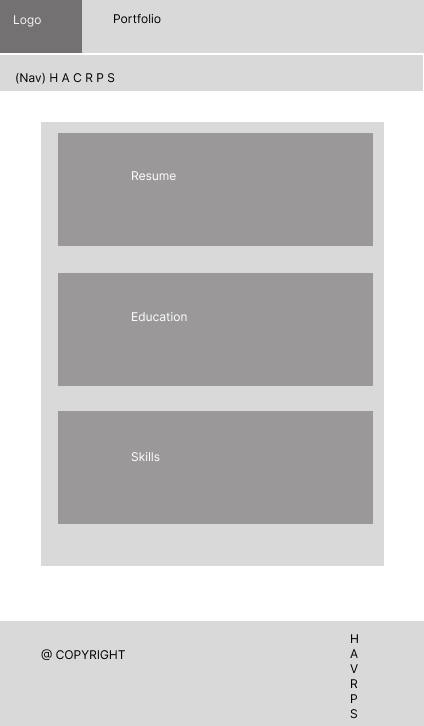 Logo
Portfolio
(Nav) H A C R P S
Resume
Education
Skills
@ COPYRIGHT
H
A
V
R
P
S